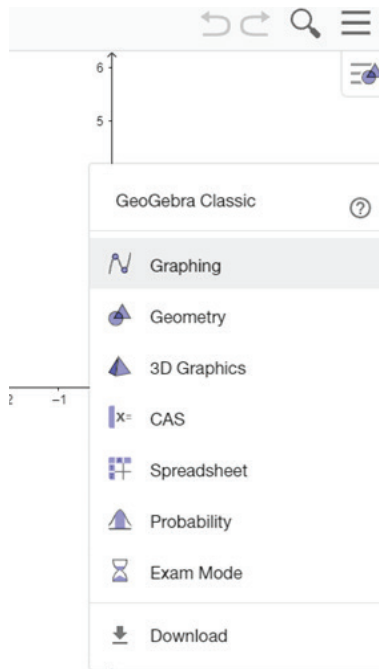 6
5
GeoGebra Classic
Graphing
Geometry
3D Graphics
-1
x=
CAS
Spreadsheet
Probability
Exam Mode
Download